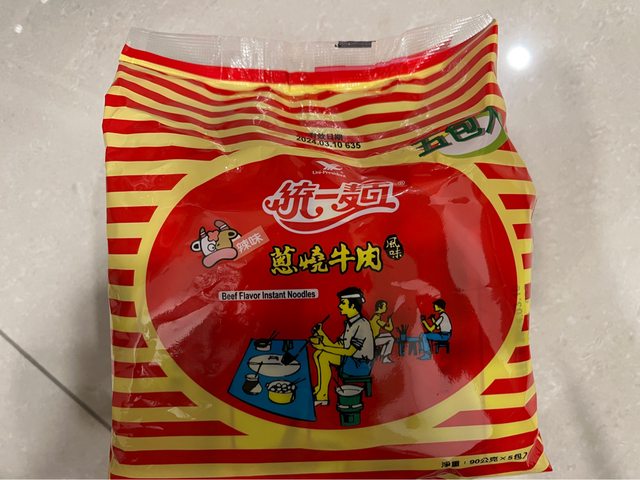 有效日期
2024.03.10 635
五包入
Uni-President
統一麵®
辣味
蔥燒牛肉
風味
Beef Flavor Instant Noodles
淨重：90公克×5包入